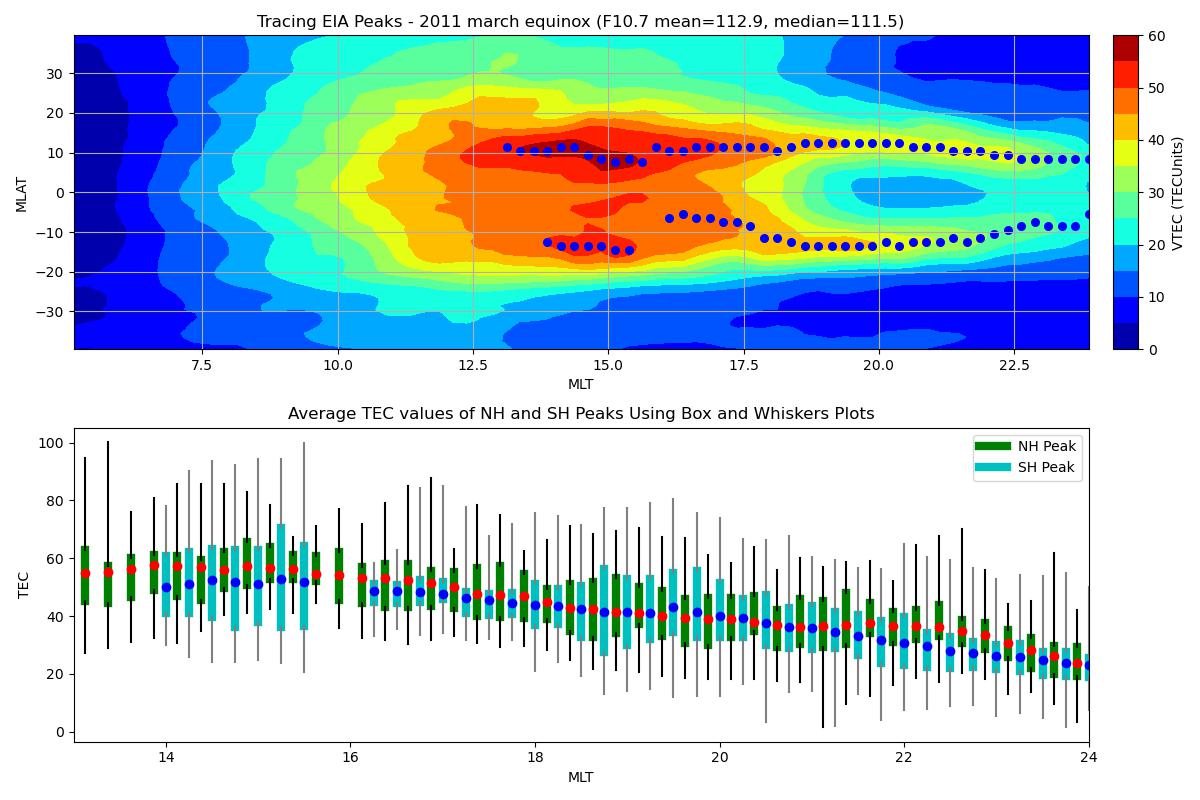 Tracing EIA Peaks - 2011 march equinox (F10.7 mean=112.9, median=111.5)
MLAT
30
20
10
0
−10
−20
−30
7.5 10.0 12.5 15.0 17.5 20.0 22.5
MLT
60
50
40
30
20
10
0
VTEC (TECUnits)
Average TEC values of NH and SH Peaks Using Box and Whiskers Plots
TEC
100
80
60
40
20
0
NH Peak
SH Peak
14 16 18 20 22 24
MLT